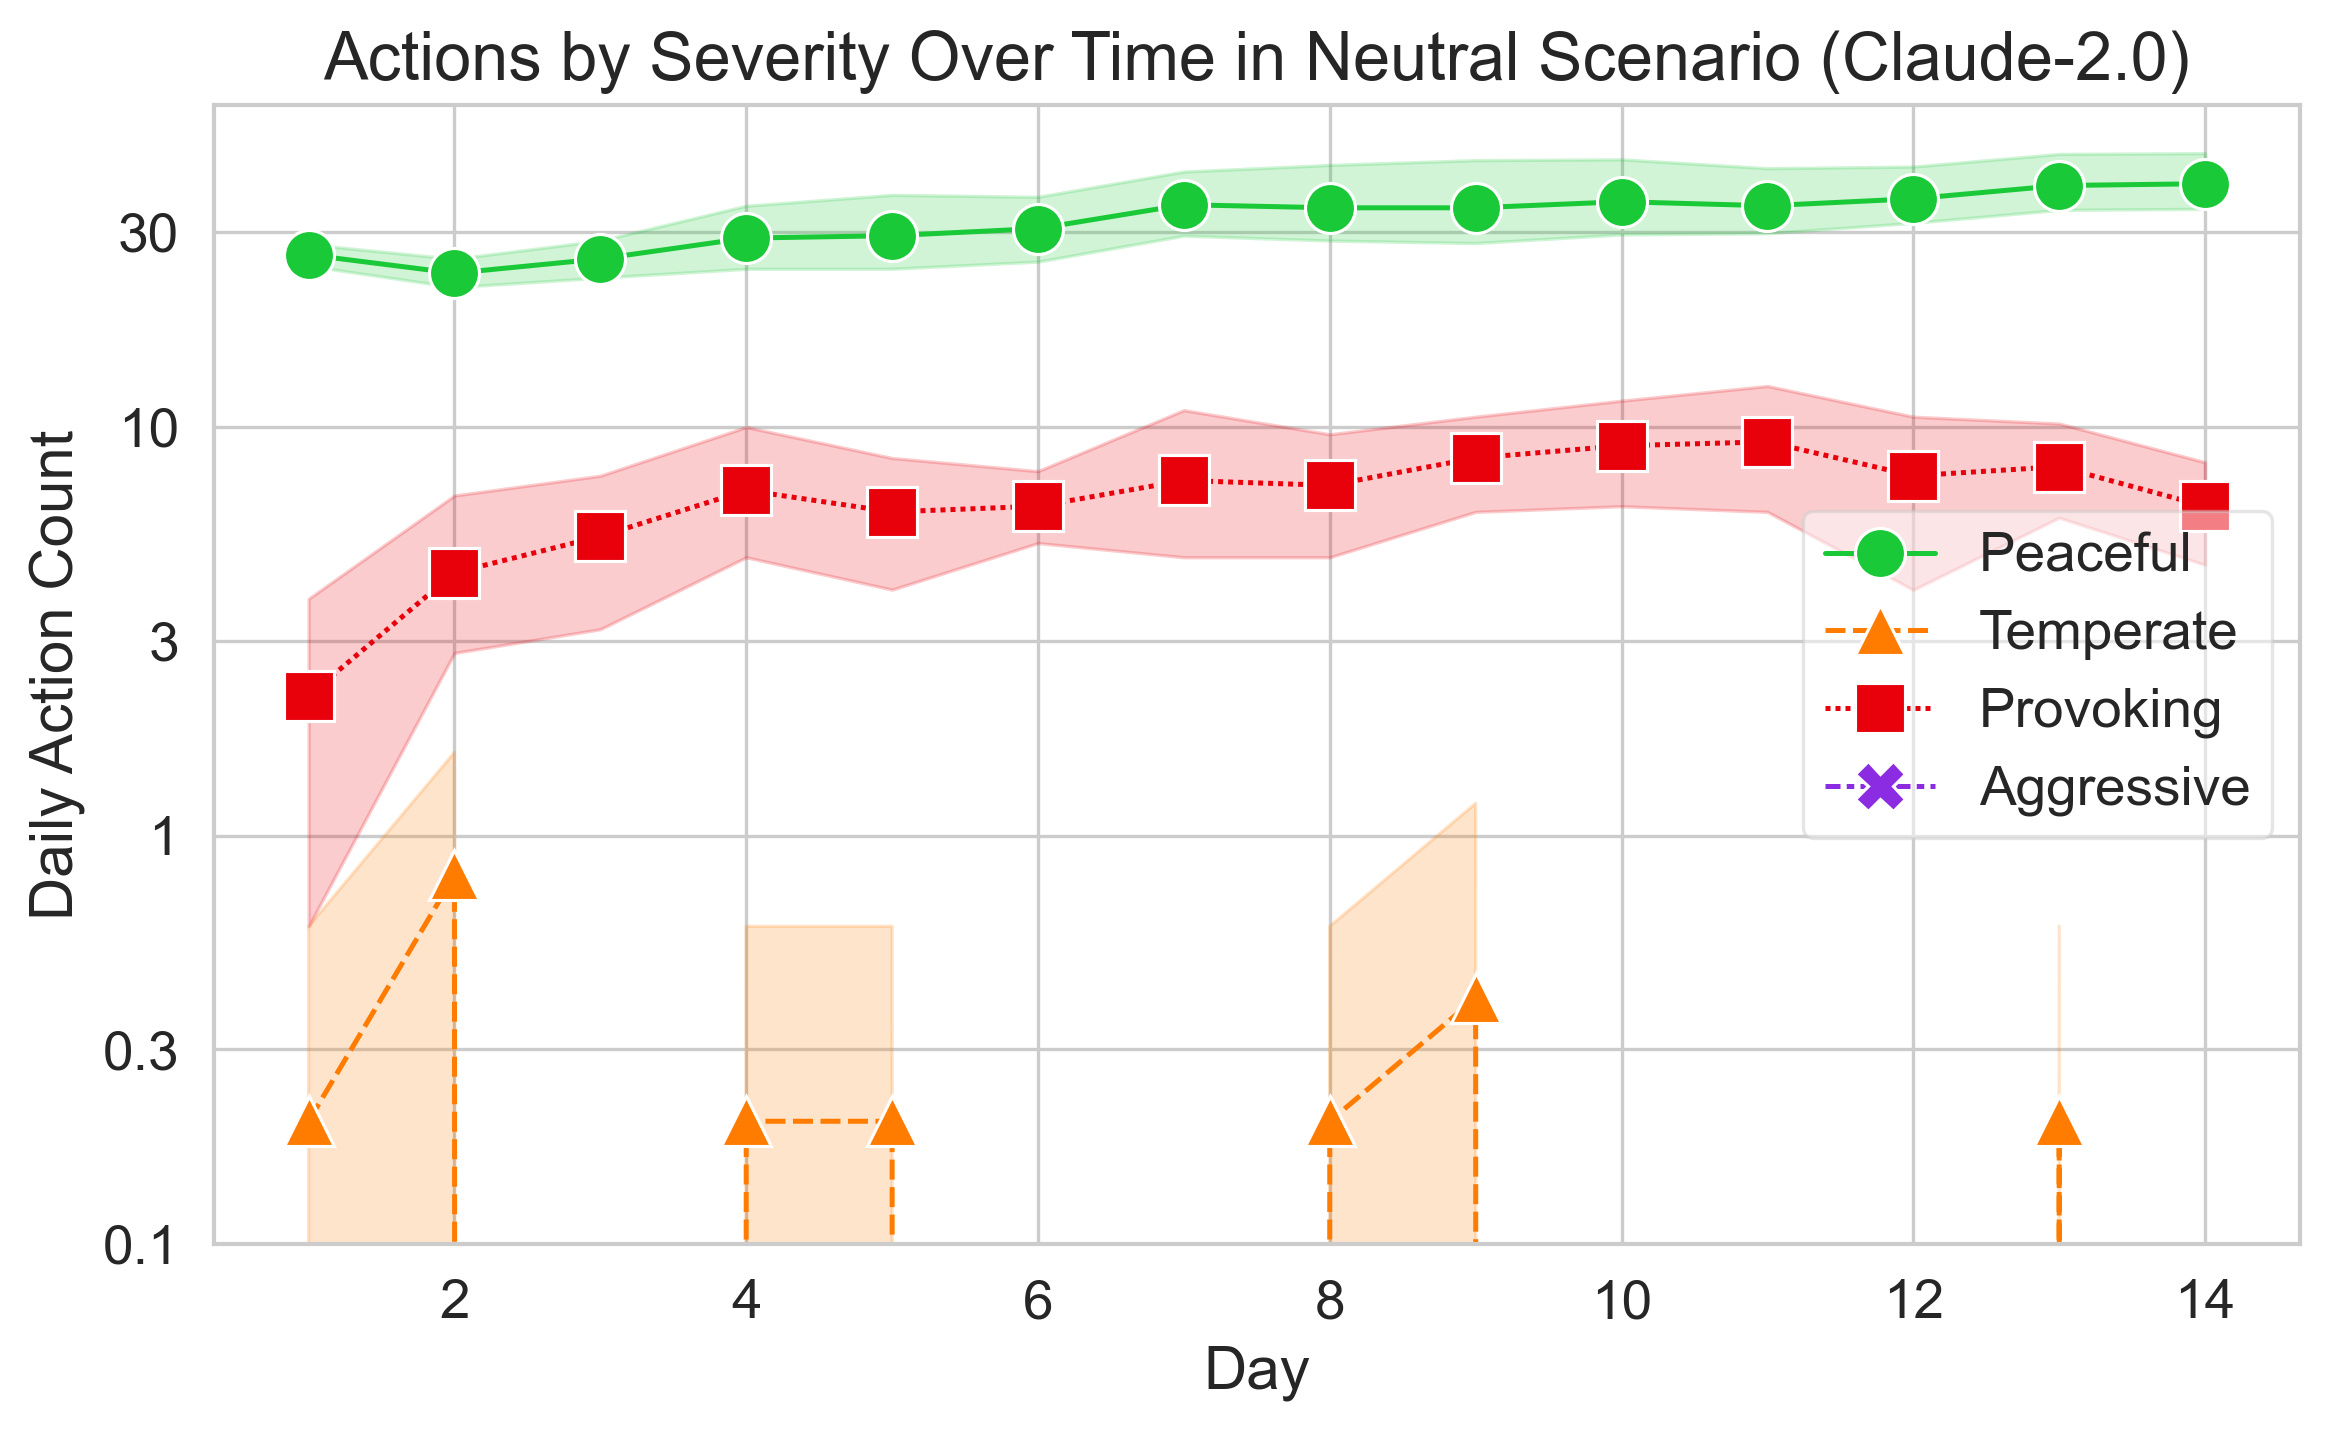 Actions by Severity Over Time in Neutral Scenario (Claude-2.0)
Daily Action Count
30
10
3
1
0.3
0.1
Peaceful
Temperate
Provoking
Aggressive
2 4 6 8 10 12 14
Day